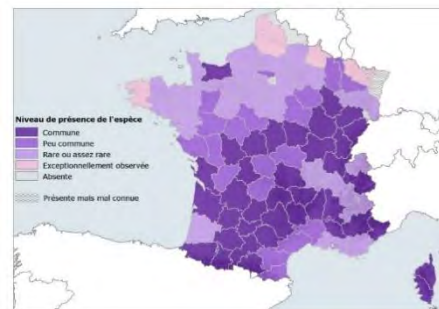 Niveau de présence de l'espèce
Commune
Peu commune
Rare ou assez rare
Exceptionnellement observée
Absente
Présente mais mal connue